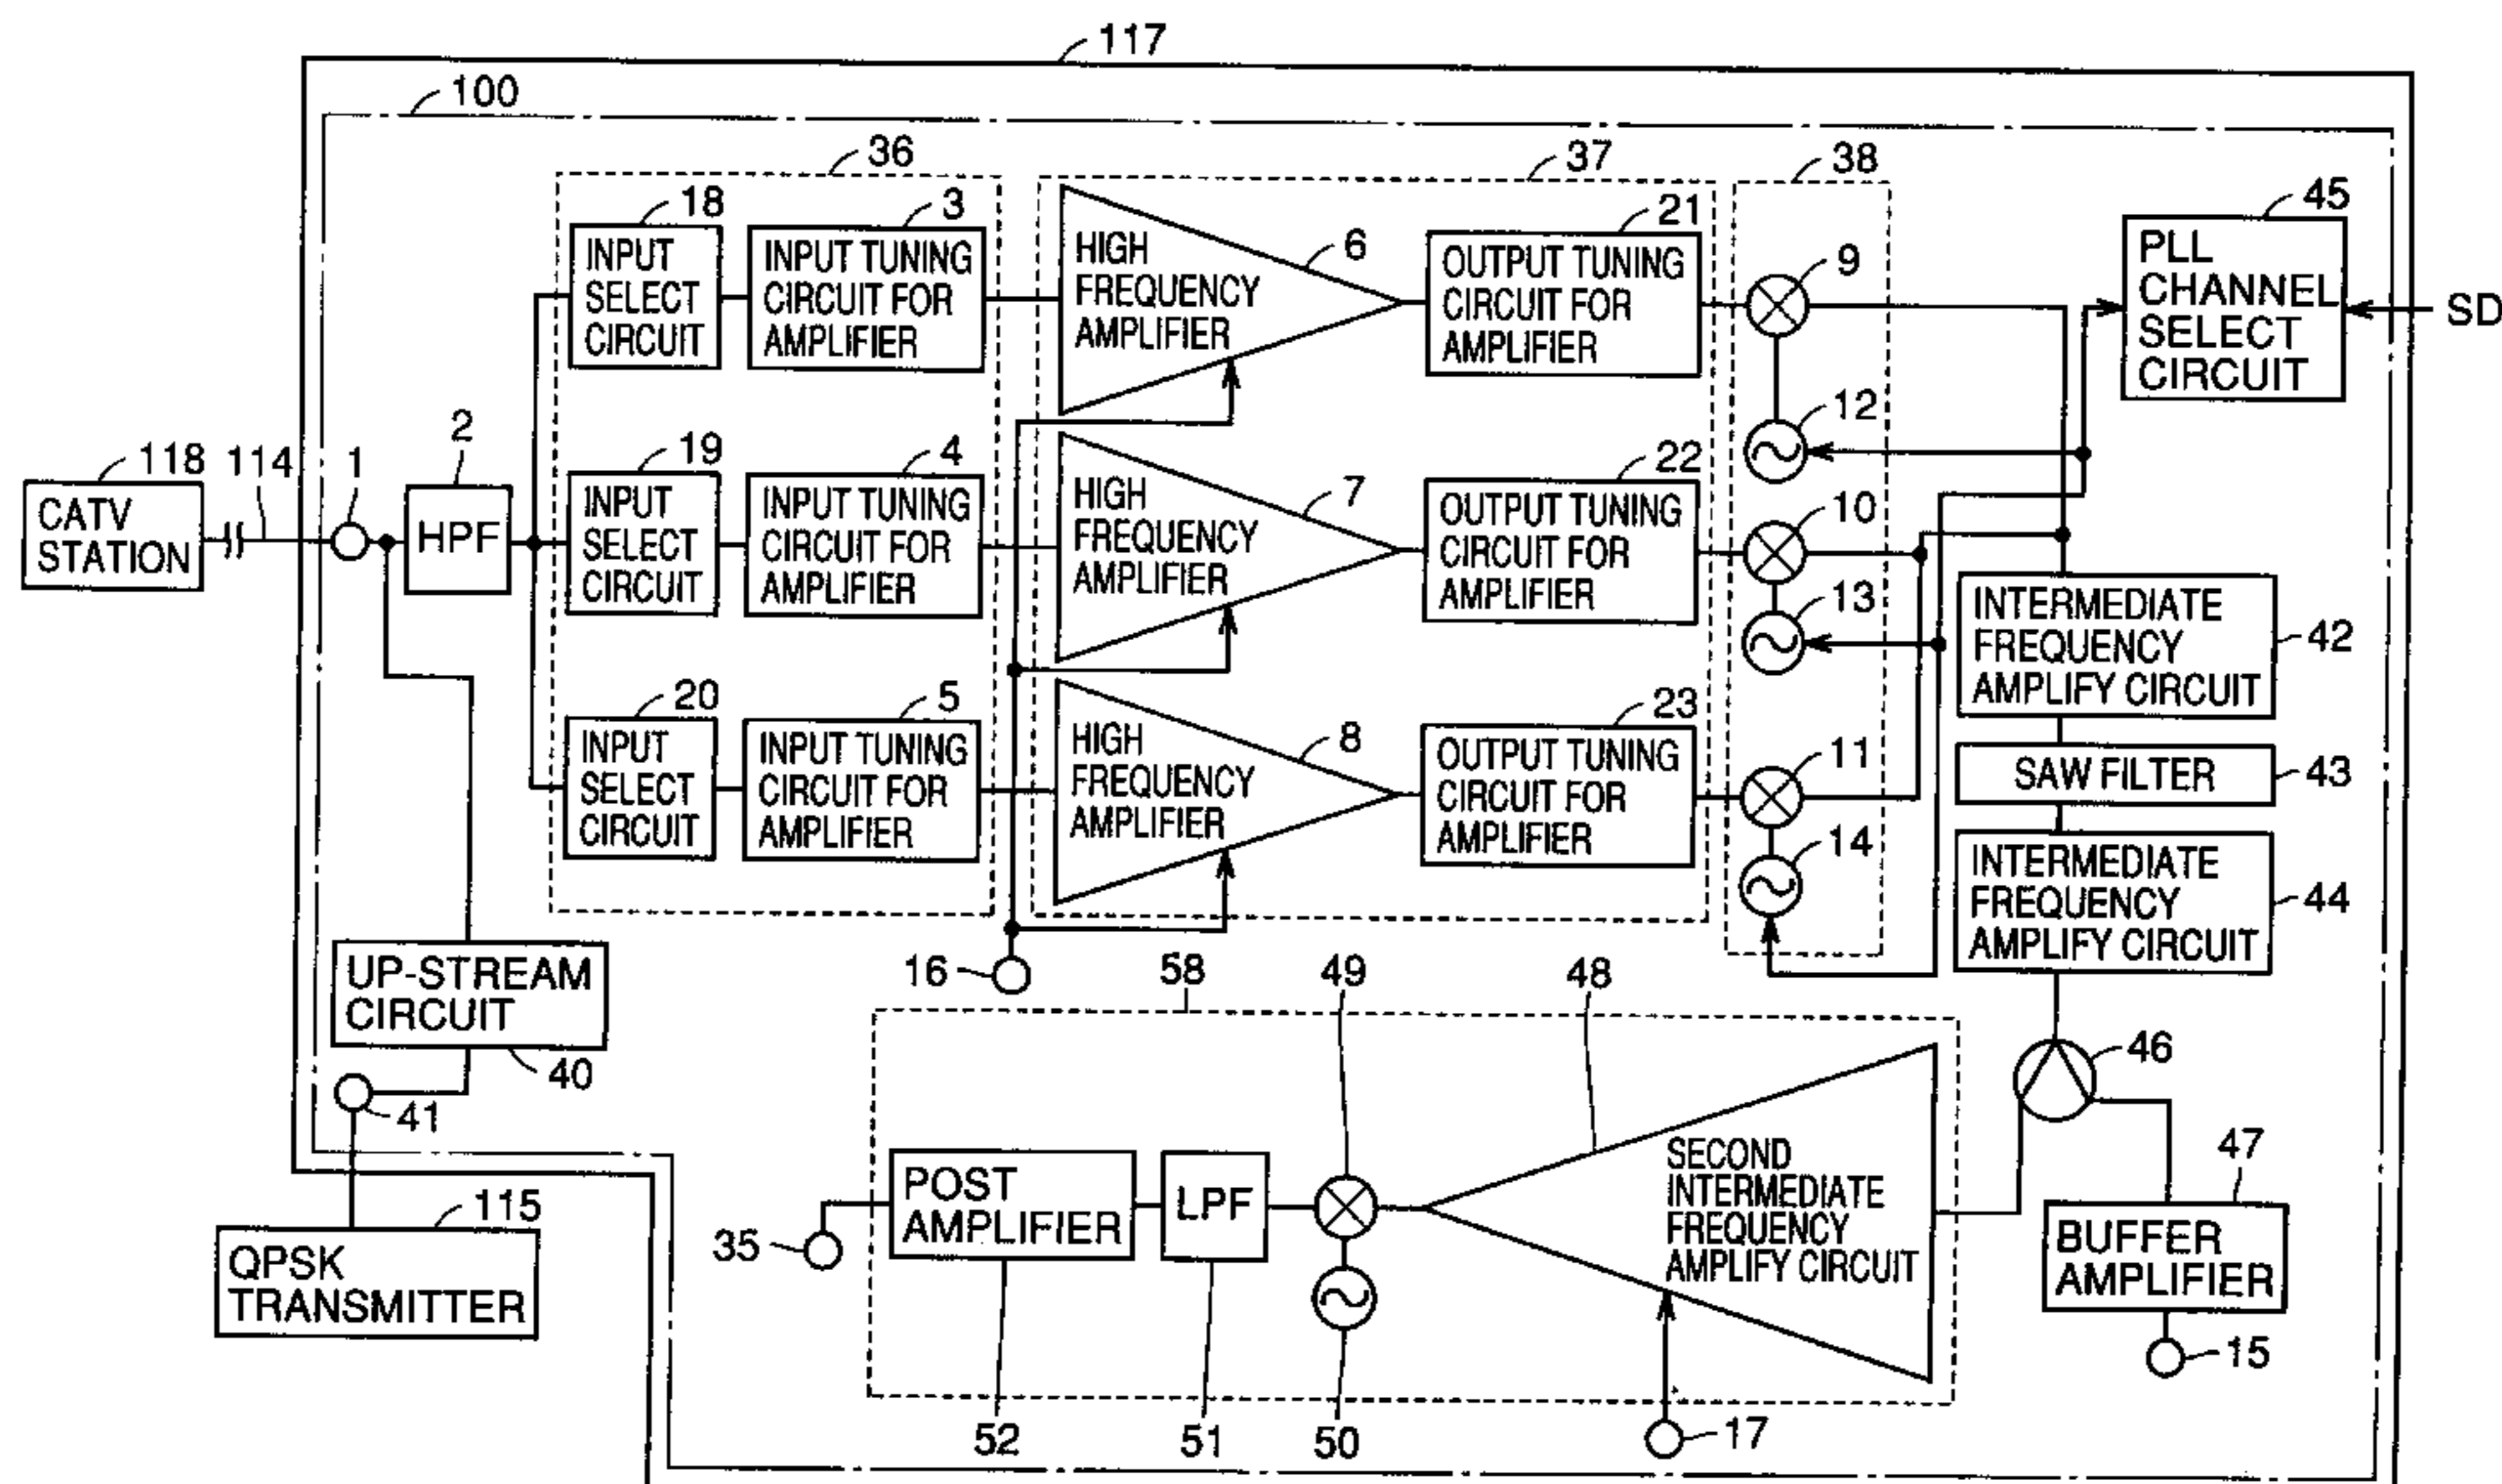 117
100
36
37
38
18
INPUT
SELECT
CIRCUIT
3
INPUT TUNING
CIRCUIT FOR
AMPLIFIER
HIGH
FREQUENCY
AMPLIFIER
6
21
OUTPUT TUNING
CIRCUIT FOR
AMPLIFIER
9
12
45
PLL
CHANNEL
SELECT
CIRCUIT
SD
118
CATV
STATION
114
1
2
HPF
19
INPUT
SELECT
CIRCUIT
4
INPUT TUNING
CIRCUIT FOR
AMPLIFIER
HIGH
FREQUENCY
AMPLIFIER
7
22
OUTPUT TUNING
CIRCUIT FOR
AMPLIFIER
10
13
INTERMEDIATE
FREQUENCY
AMPLIFY CIRCUIT
42
20
INPUT
SELECT
CIRCUIT
5
INPUT TUNING
CIRCUIT FOR
AMPLIFIER
HIGH
FREQUENCY
AMPLIFIER
8
23
OUTPUT TUNING
CIRCUIT FOR
AMPLIFIER
11
14
SAW FILTER
43
INTERMEDIATE
FREQUENCY
AMPLIFY CIRCUIT
44
UP-STREAM
CIRCUIT
40
41
16
58
49
48
46
115
QPSK
TRANSMITTER
35
POST
AMPLIFIER
LPF
SECOND
INTERMEDIATE
FREQUENCY
AMPLIFY CIRCUIT
47
BUFFER
AMPLIFIER
15
52
51
50
17